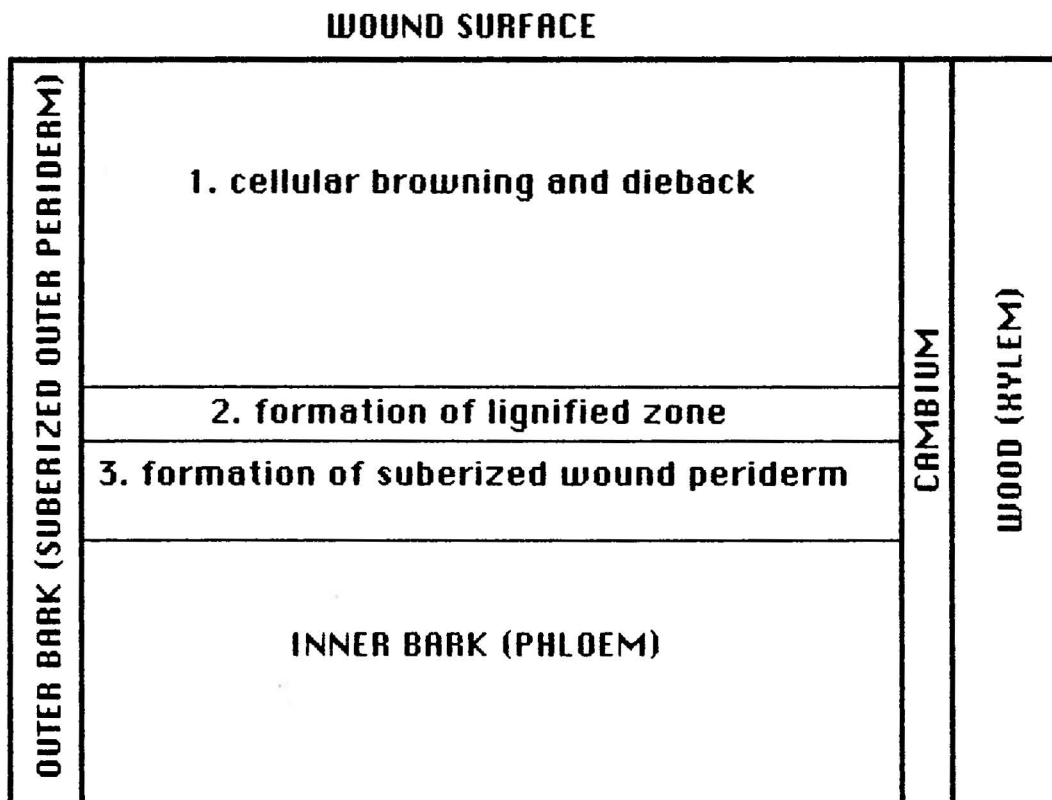 WOUND SURFACE
OUTER BARK (SUBERIZED OUTER PERIDERM)
1. cellular browning and dieback
2. formation of lignified zone
3. formation of suberized wound periderm
INNER BARK (PHLOEM)
CAMBIUM
WOOD (XYLEM)